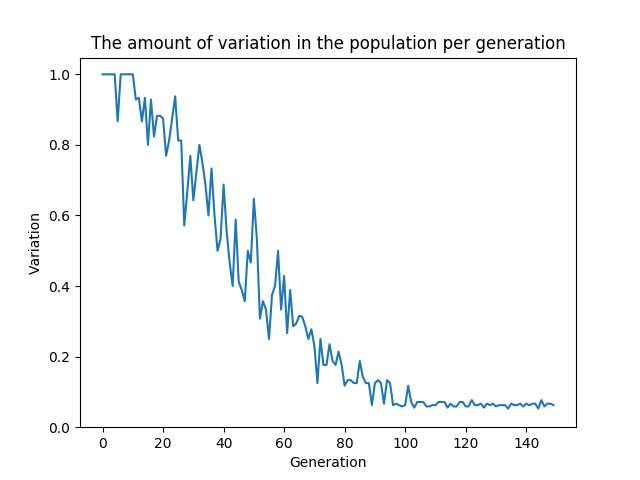 The amount of variation in the population per generation
1.0
0.8
0.6
0.4
0.2
0.0
Variation
0 20 40 60 80 100 120 140
Generation